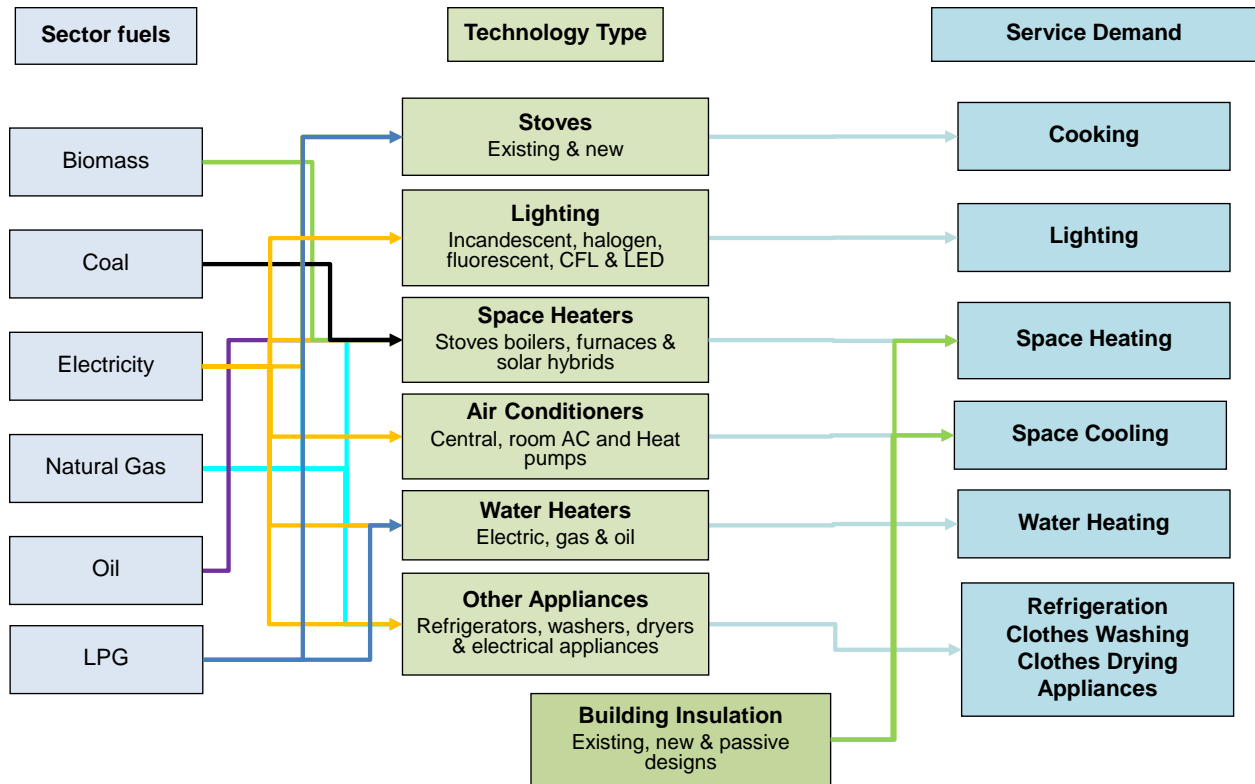 Sector fuels
Technology Type
Service Demand
Biomass
Coal
Electricity
Natural Gas
Oil
LPG
Stoves
Existing & new
Lighting
Incandescent, halogen,
fluorescent, CFL & LED
Space Heaters
Stoves boilers, furnaces &
solar hybrids
Air Conditioners
Central, room AC and Heat
pumps
Water Heaters
Electric, gas & oil
Other Appliances
Refrigerators, washers, dryers
& electrical appliances
Building Insulation
Existing, new & passive
designs
Cooking
Lighting
Space Heating
Space Cooling
Water Heating
Refrigeration
Clothes Washing
Clothes Drying
Appliances